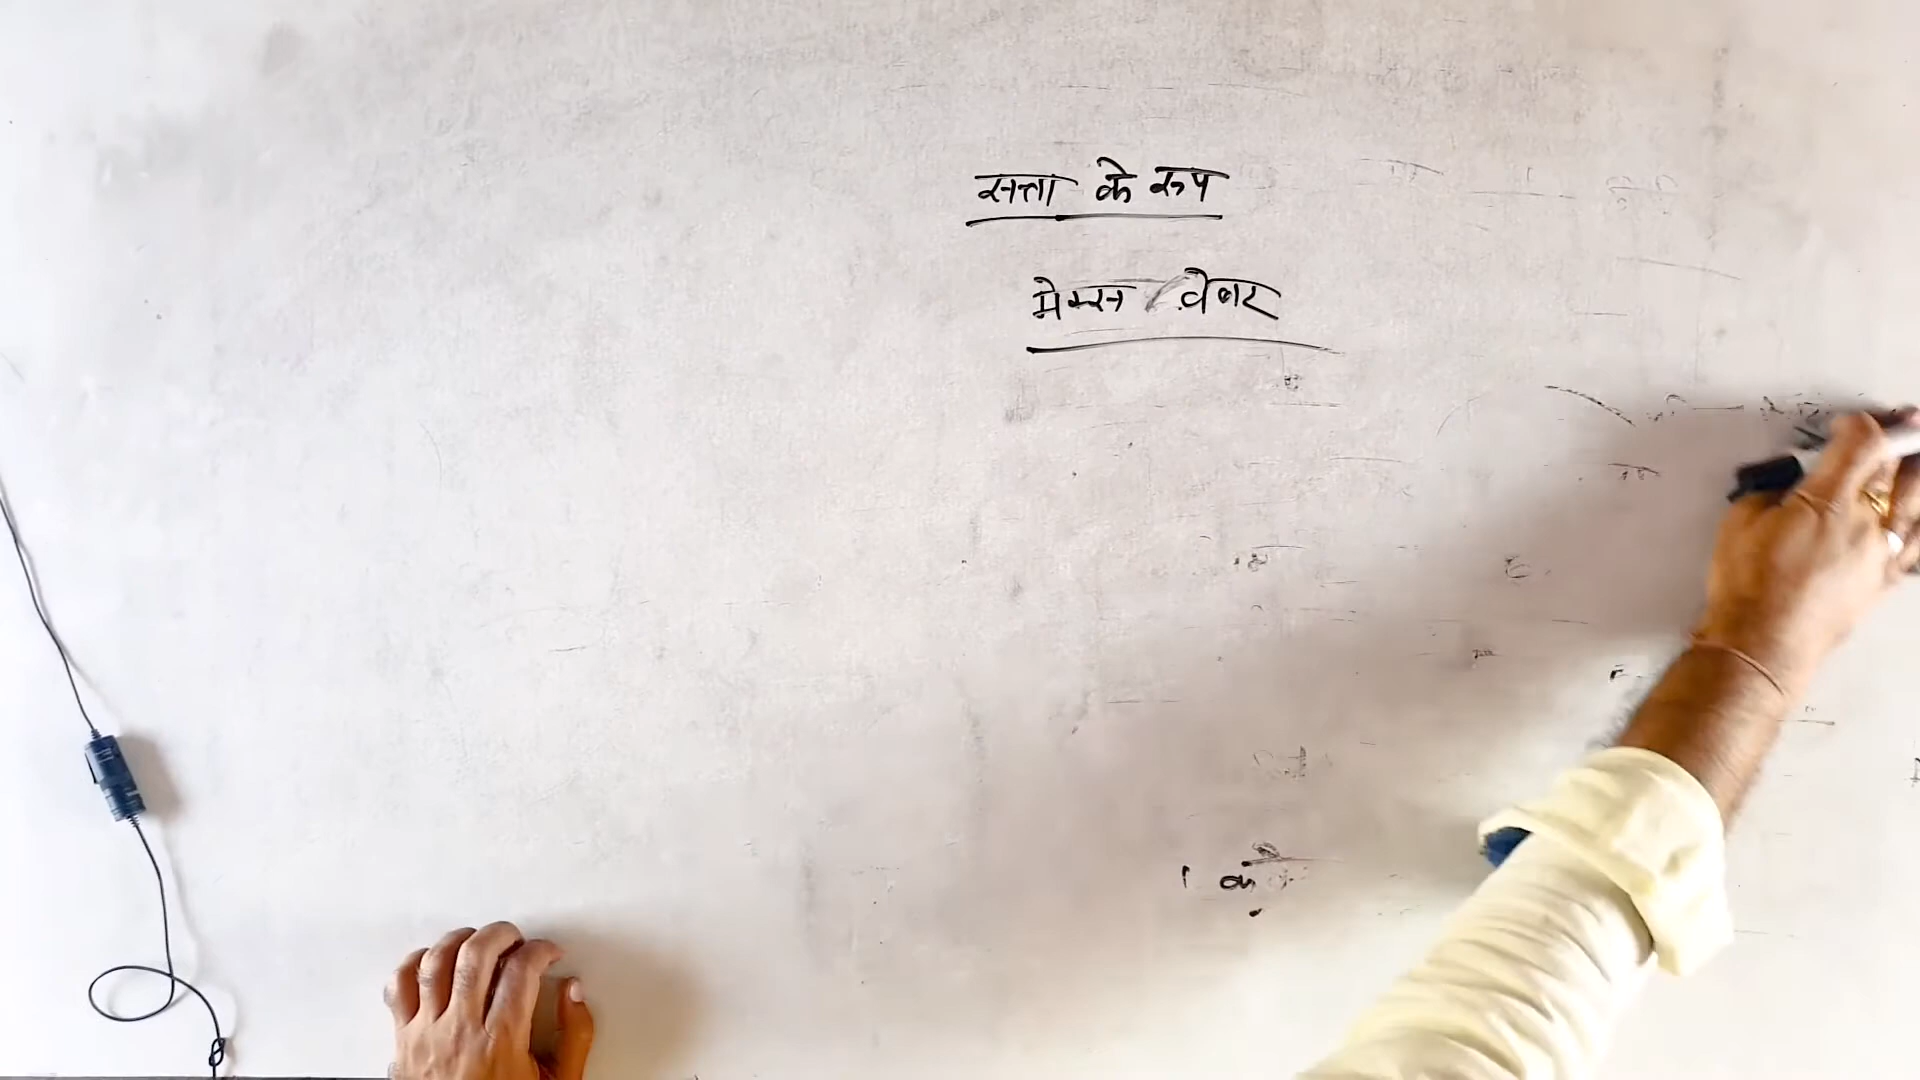 सत्ता के रुप
मेक्स वेबर